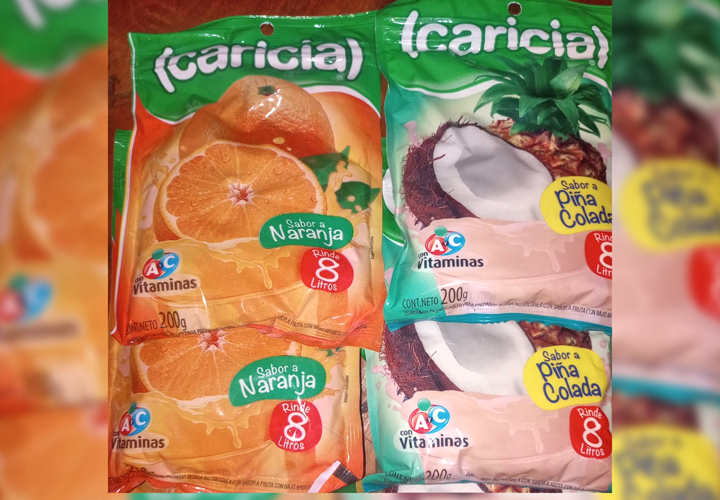 (caricia)
Sabor a
Naranja
Rinde
8
Litros
A&C
con
Vitaminas
CONT.NETO 200g
(caricia)
Sabor a
Piña
Colada
Rinde
8
Litros
A&C
con
Vitaminas
CONT.NETO 200g
Sabor a
Naranja
Rinde
8
Litros
A&C
con
Vitaminas
Sabor a
Piña
Colada
Rinde
8
Litros
A&C
con
Vitaminas
200g